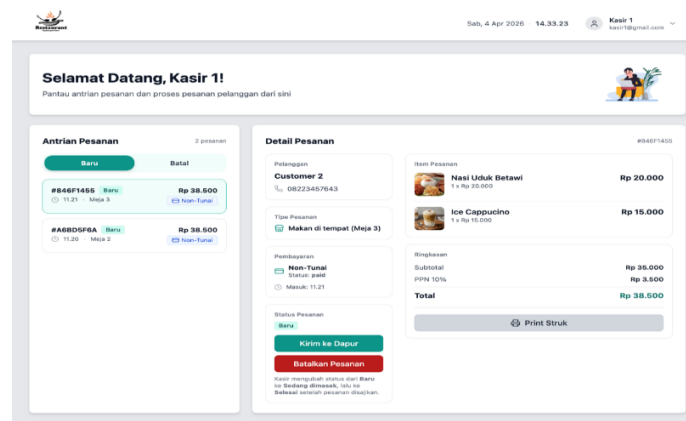 Restaurant
Sab, 4 Apr 2026 · 14.33.23
Kasir 1
kasir1@gmail.com
Selamat Datang, Kasir 1!
Pantau antrian pesanan dan proses pesanan pelanggan dari sini
Antrian Pesanan
2 pesanan
Baru
Batal
#846F1455 Baru Rp 38.500
11.21 · Meja 3 Non-Tunai
#A6BD5F6A Baru Rp 38.500
11.20 · Meja 2 Non-Tunai
Detail Pesanan
#846F1455
Pelanggan
Customer 2
08223457643
Tipe Pesanan
Makan di tempat (Meja 3)
Pembayaran
Non-Tunai
Status: paid
Masuk: 11.21
Status Pesanan
Baru
Kirim ke Dapur
Batalkan Pesanan
Kasir mengubah status dari Baru
ke Sedang dimasak, lalu ke
Selesai setelah pesanan disajikan.
Item Pesanan
Nasi Uduk Betawi Rp 20.000
1 x Rp 20.000
Ice Cappucino Rp 15.000
1 x Rp 15.000
Ringkasan
Subtotal Rp 35.000
PPN 10% Rp 3.500
Total Rp 38.500
Print Struk